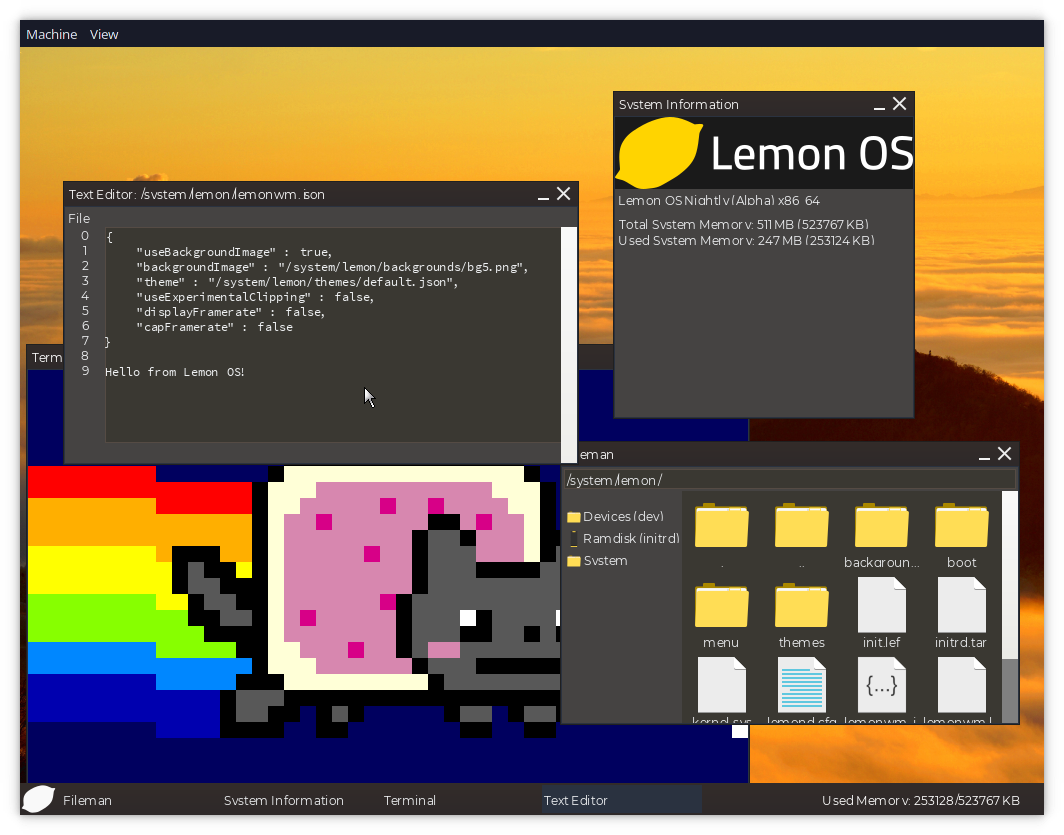 Machine View
System Information
Lemon OS
Lemon OS Nightly (Alpha) x86_64
Total System Memory: 511 MB (523767 KB)
Used System Memory: 247 MB (253124 KB)
Text Editor: /system/lemon/lemonwm.json
File
0 {
1 "useBackgroundImage" : true,
2 "backgroundImage" : "/system/lemon/backgrounds/bg5.png",
3 "theme" : "/system/lemon/themes/default.json",
4 "useExperimentalClipping" : false,
5 "displayFramerate" : false,
6 "capFramerate" : false
7 }
8
9 Hello from Lemon OS!
Term
eman
/system/lemon/
Devices (dev)
Ramdisk (initrd)
System
. .. backgroun... boot
menu themes init.lef initrd.tar
kernel.sys lemond.cfg lemonwm.j lemonwm.l
{...}
Fileman System Information Terminal Text Editor Used Memory: 253128/523767 KB